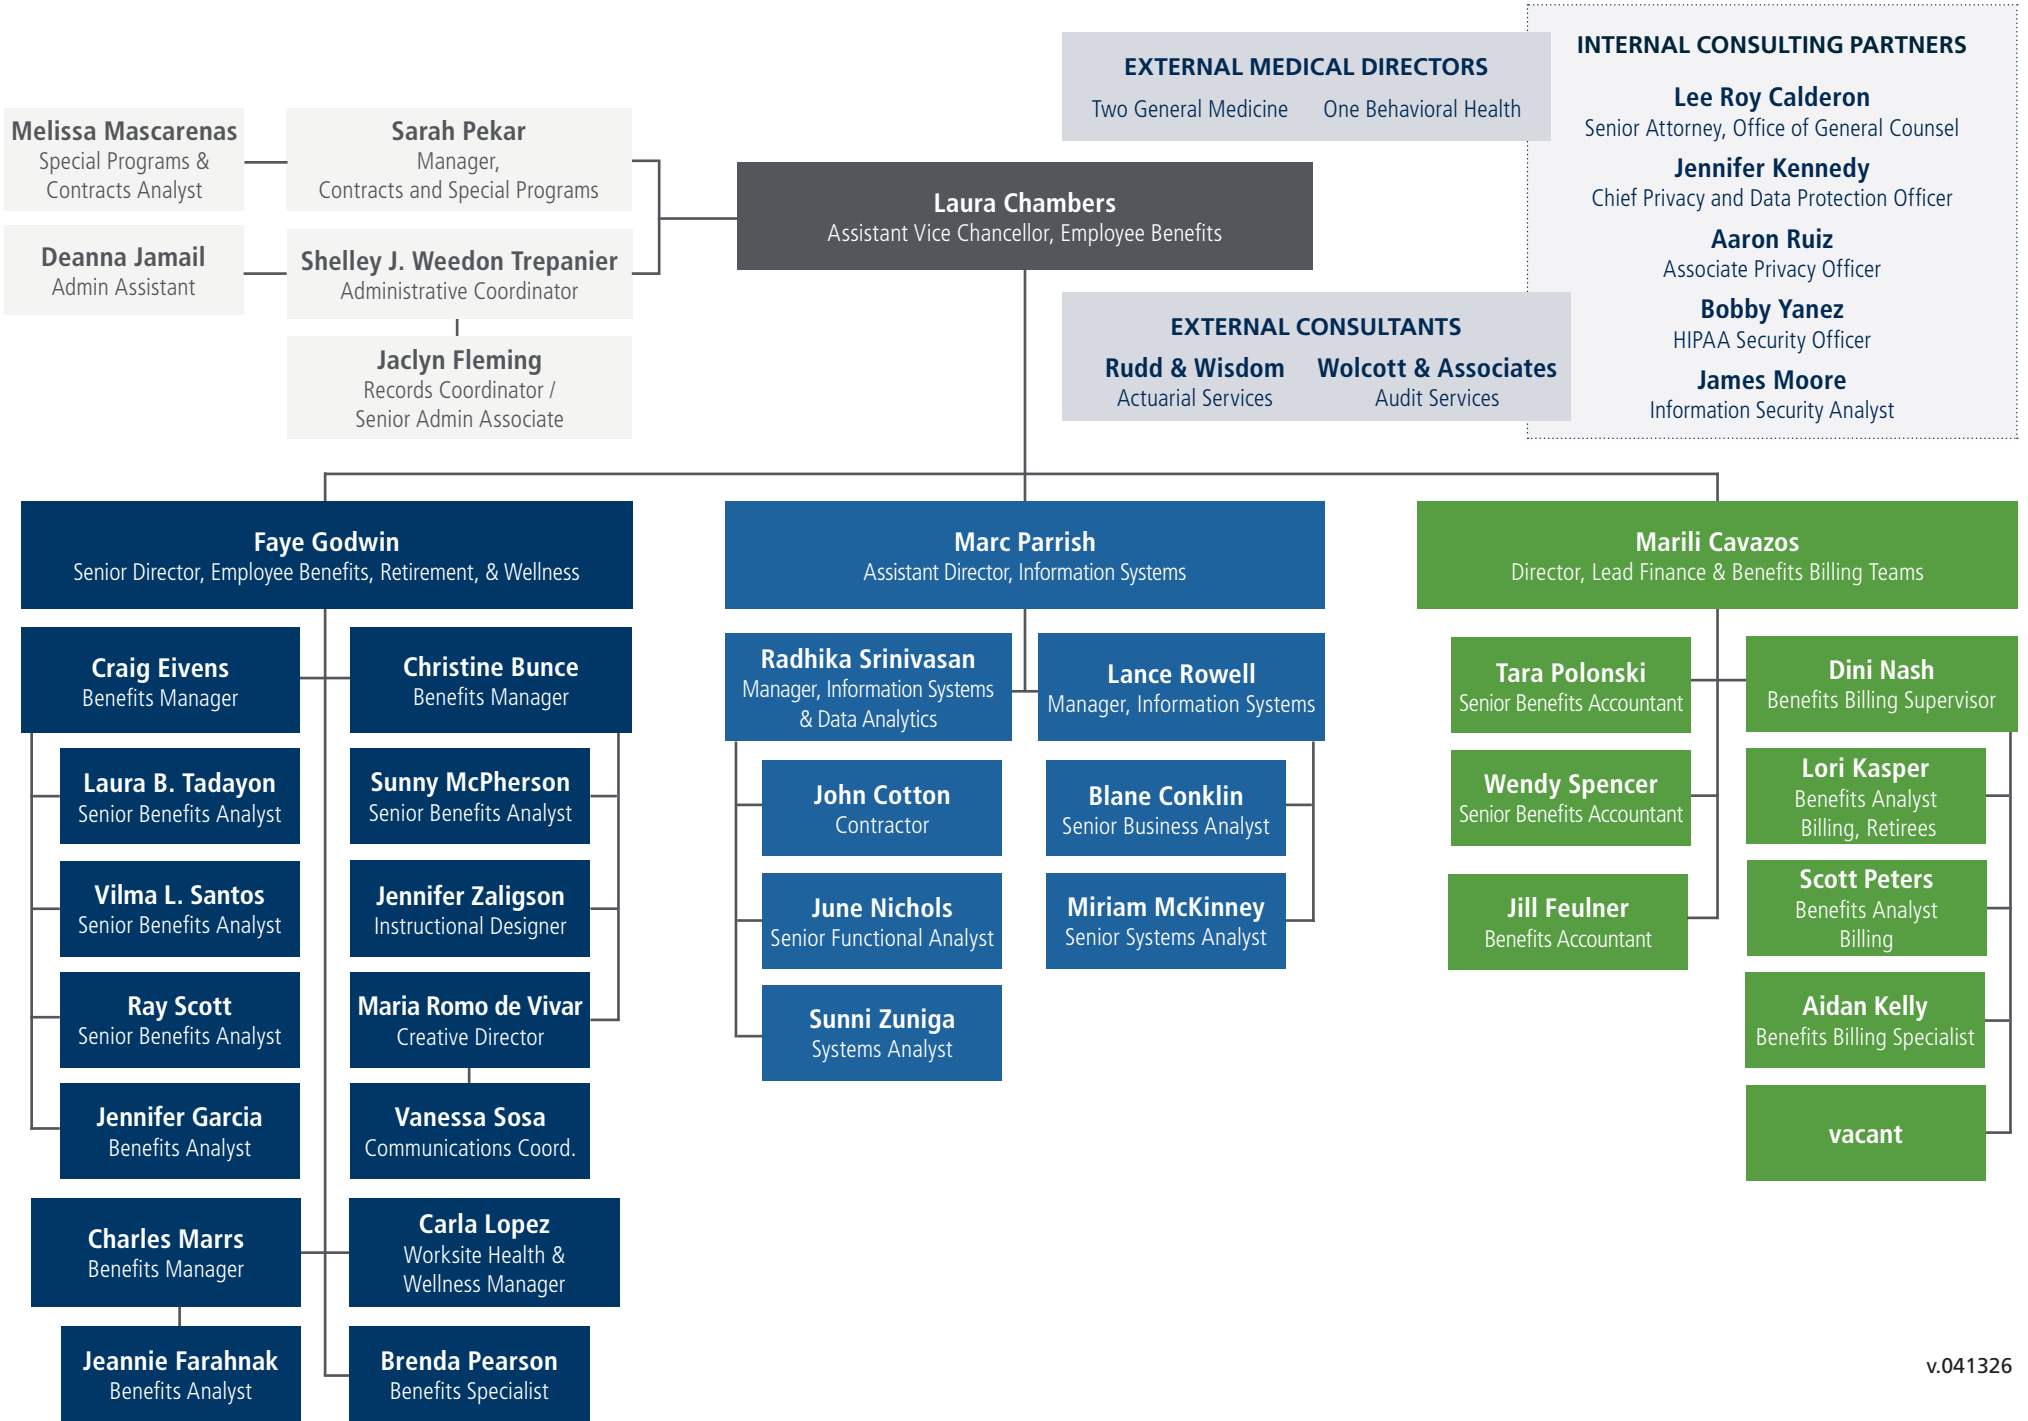 EXTERNAL MEDICAL DIRECTORS
Two General Medicine One Behavioral Health
INTERNAL CONSULTING PARTNERS
Lee Roy Calderon
Senior Attorney, Office of General Counsel
Jennifer Kennedy
Chief Privacy and Data Protection Officer
Aaron Ruiz
Associate Privacy Officer
Bobby Yanez
HIPAA Security Officer
James Moore
Information Security Analyst
Melissa Mascarenas
Special Programs &
Contracts Analyst
Sarah Pekar
Manager,
Contracts and Special Programs
Laura Chambers
Assistant Vice Chancellor, Employee Benefits
Deanna Jamail
Admin Assistant
Shelley J. Weedon Trepanier
Administrative Coordinator
Jaclyn Fleming
Records Coordinator /
Senior Admin Associate
EXTERNAL CONSULTANTS
Rudd & Wisdom
Actuarial Services
Wolcott & Associates
Audit Services
Faye Godwin
Senior Director, Employee Benefits, Retirement, & Wellness
Craig Eivens
Benefits Manager
Laura B. Tadayon
Senior Benefits Analyst
Vilma L. Santos
Senior Benefits Analyst
Ray Scott
Senior Benefits Analyst
Jennifer Garcia
Benefits Analyst
Christine Bunce
Benefits Manager
Sunny McPherson
Senior Benefits Analyst
Jennifer Zaligson
Instructional Designer
Maria Romo de Vivar
Creative Director
Vanessa Sosa
Communications Coord.
Charles Marrs
Benefits Manager
Jeannie Farahnak
Benefits Analyst
Carla Lopez
Worksite Health &
Wellness Manager
Brenda Pearson
Benefits Specialist
Marc Parrish
Assistant Director, Information Systems
Radhika Srinivasan
Manager, Information Systems
& Data Analytics
John Cotton
Contractor
June Nichols
Senior Functional Analyst
Sunni Zuniga
Systems Analyst
Lance Rowell
Manager, Information Systems
Blane Conklin
Senior Business Analyst
Miriam McKinney
Senior Systems Analyst
Marili Cavazos
Director, Lead Finance & Benefits Billing Teams
Tara Polonski
Senior Benefits Accountant
Wendy Spencer
Senior Benefits Accountant
Jill Feulner
Benefits Accountant
Dini Nash
Benefits Billing Supervisor
Lori Kasper
Benefits Analyst
Billing, Retirees
Scott Peters
Benefits Analyst
Billing
Aidan Kelly
Benefits Billing Specialist
vacant
v.041326